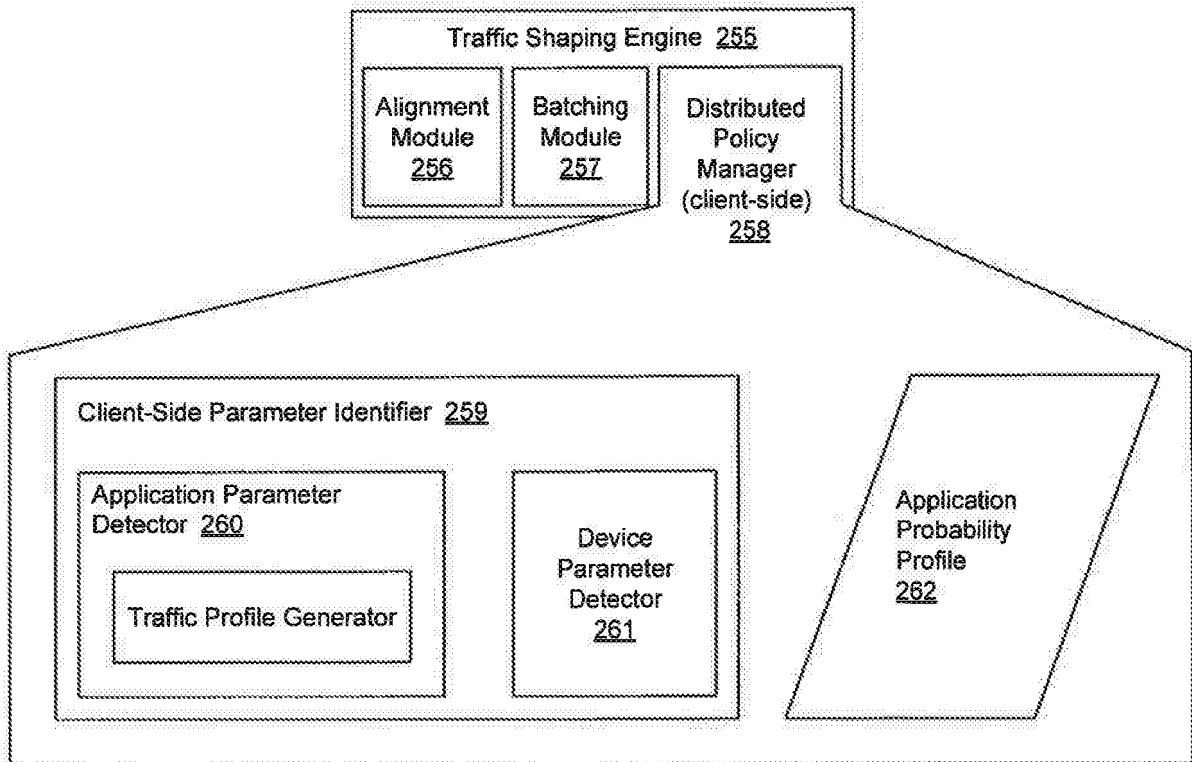 Traffic Shaping Engine 255
Alignment
Module
256
Batching
Module
257
Distributed
Policy
Manager
(client-side)
258
Client-Side Parameter Identifier 259
Application Parameter
Detector 260
Traffic Profile Generator
Device
Parameter
Detector
261
Application
Probability
Profile
262